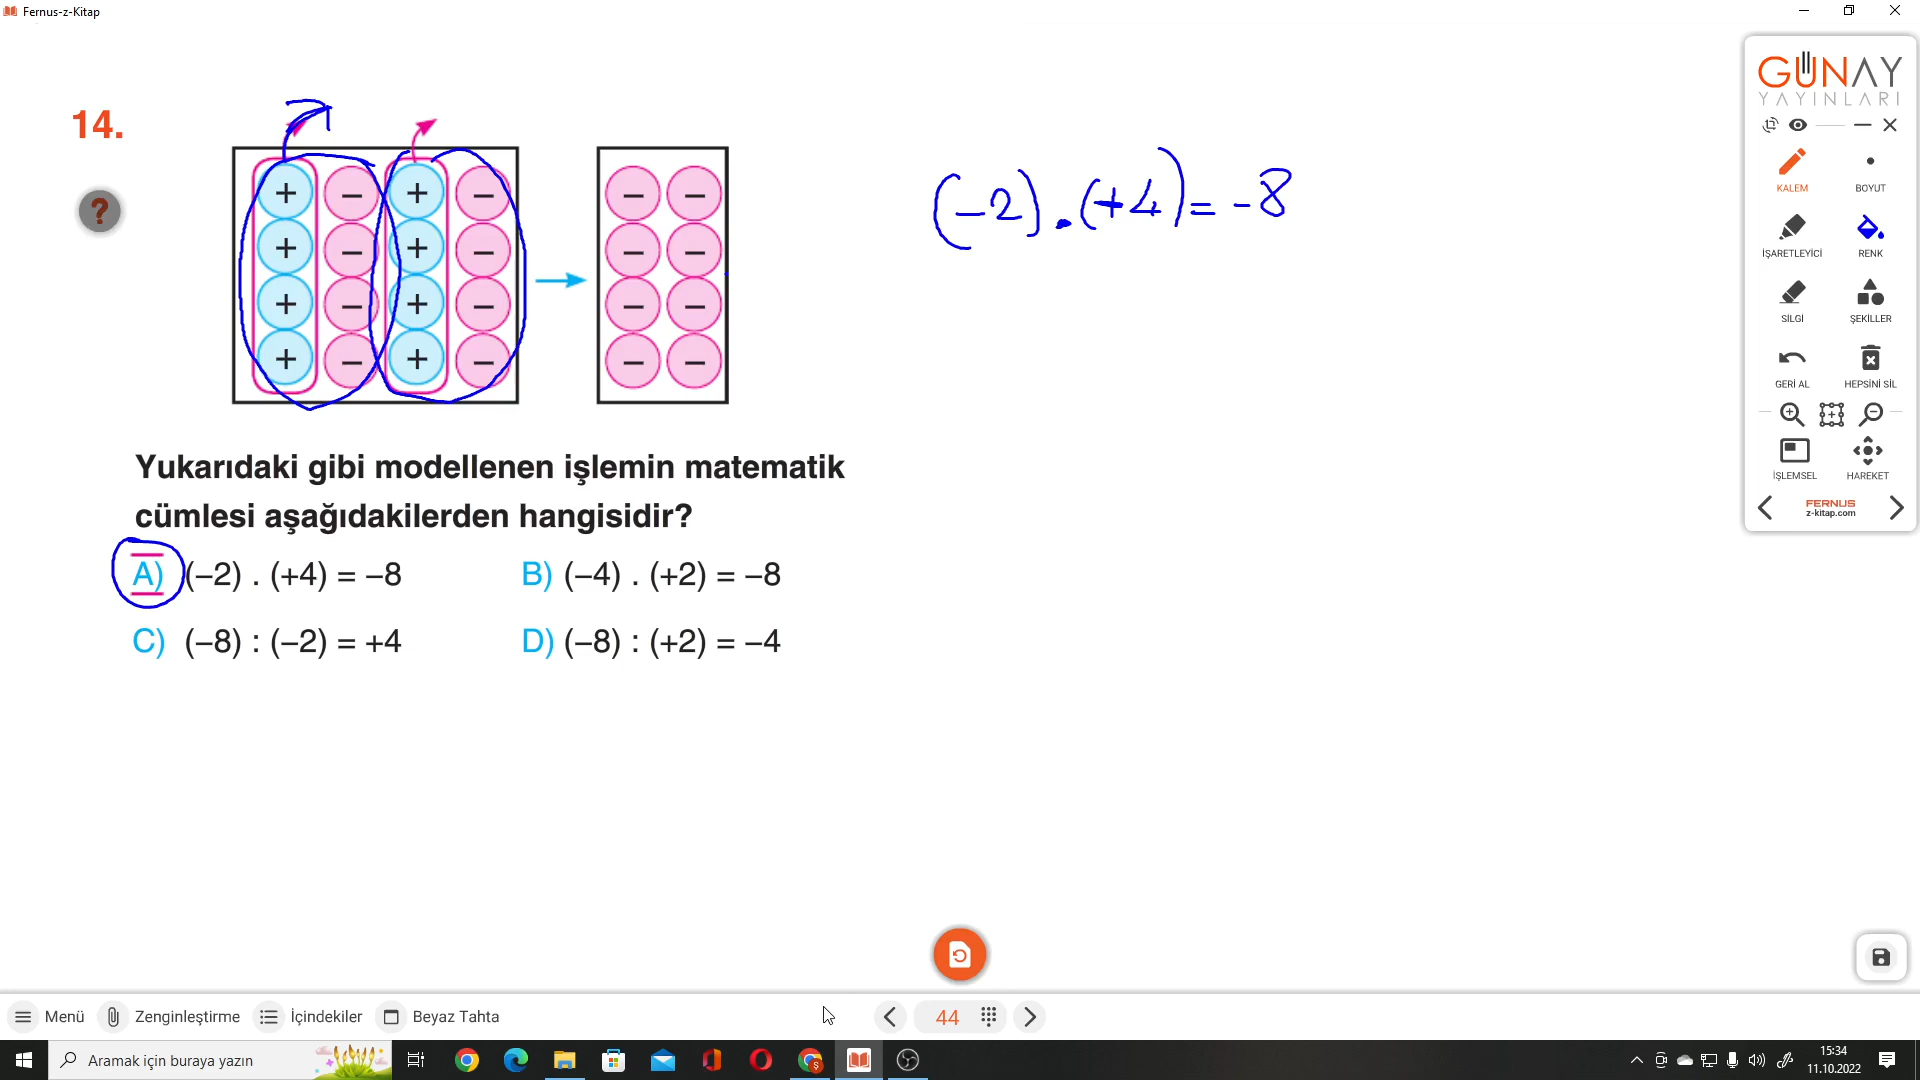 Fernus-z-Kitap
14.
?
+ − + −
+ − + −
+ − + −
+ − + −
− −
− −
− −
− −
(-2).(+4)=-8
Yukarıdaki gibi modellenen işlemin matematik
cümlesi aşağıdakilerden hangisidir?
A) (−2) . (+4) = −8
B) (−4) . (+2) = −8
C) (−8) : (−2) = +4
D) (−8) : (+2) = −4
GÜNAY
YAYINLARI
KALEM
BOYUT
İŞARETLEYİCİ
RENK
SİLGİ
ŞEKİLLER
GERİ AL
HEPSİNİ SİL
İŞLEMSEL
HAREKET
FERNUS
z-kitap.com
Menü
Zenginleştirme
İçindekiler
Beyaz Tahta
44
Aramak için buraya yazın
15:34
11.10.2022